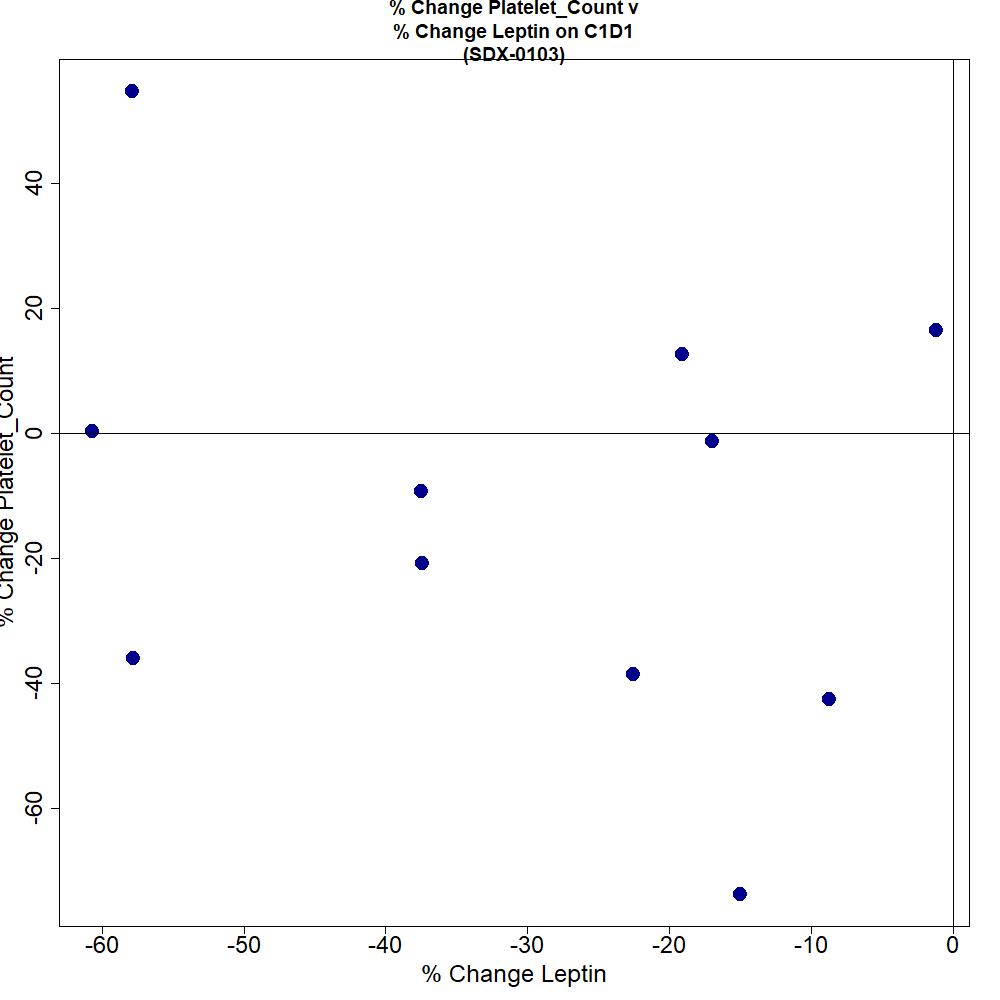 % Change Platelet_Count v
% Change Leptin on C1D1
(SDX-0103)
% Change Platelet_Count
40
20
0
-20
-40
-60
-60
-50
-40
-30
-20
-10
0
% Change Leptin